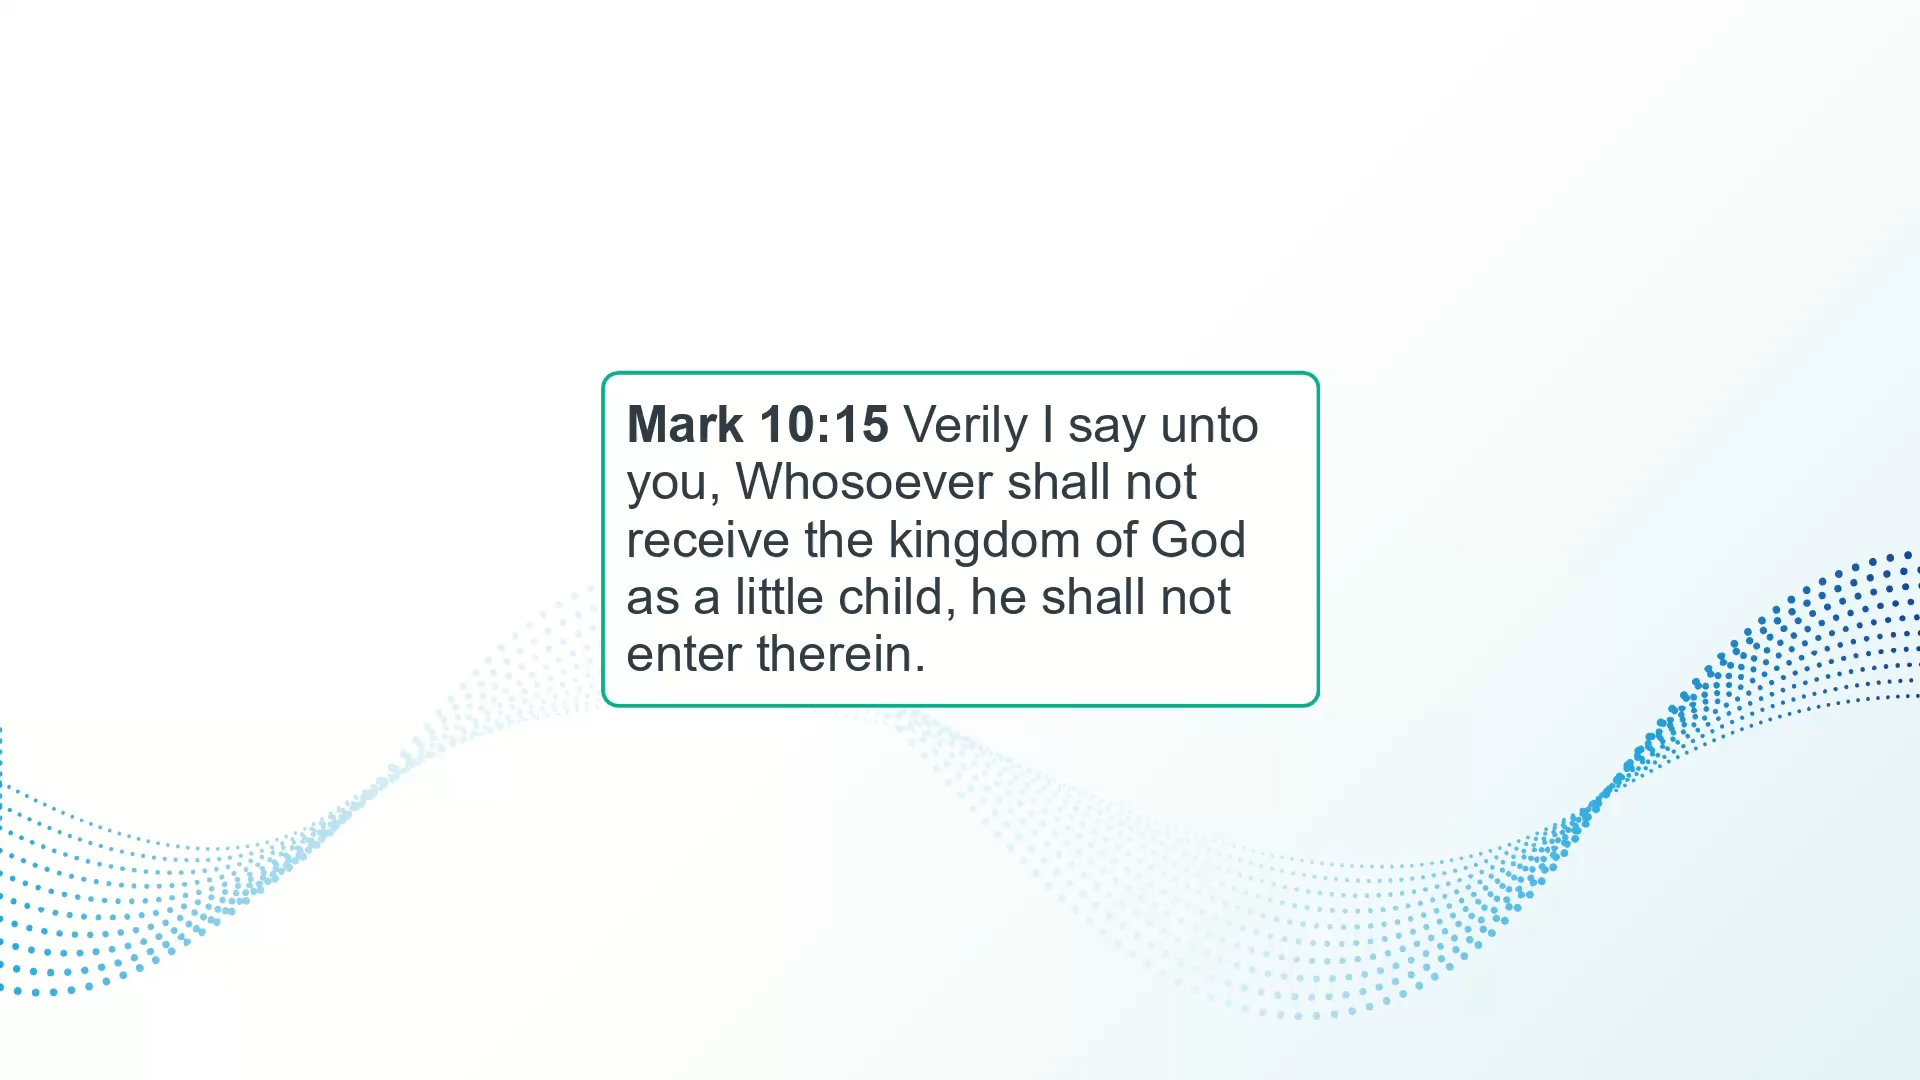 Mark 10:15 Verily I say unto
you, Whosoever shall not
receive the kingdom of God
as a little child, he shall not
enter therein.